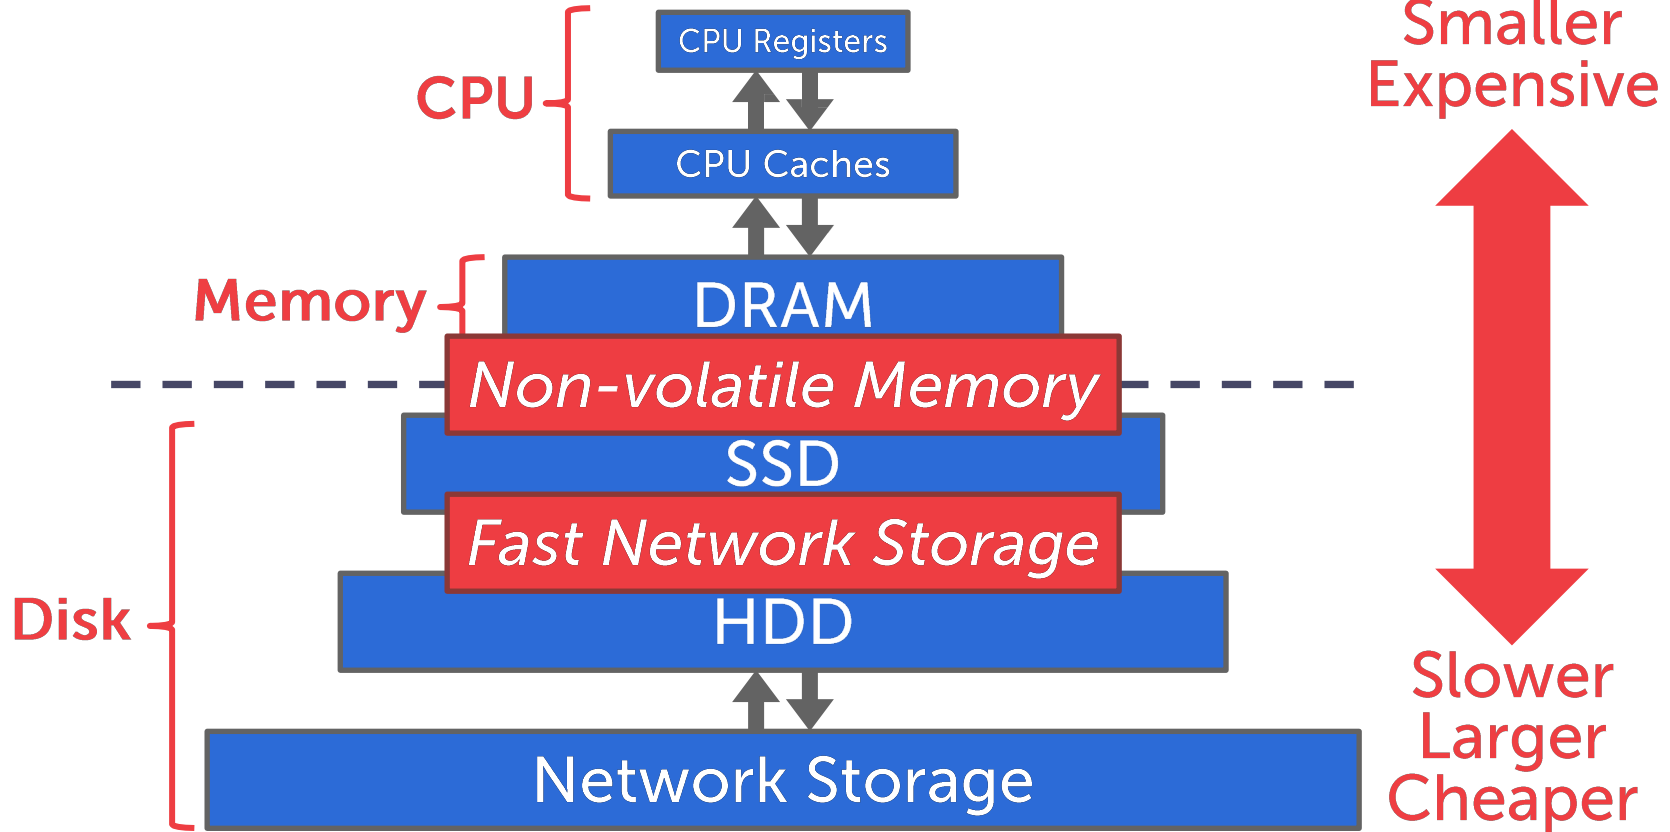 CPU Registers
CPU
CPU Caches
Memory
DRAM
Non-volatile Memory
SSD
Fast Network Storage
Disk
HDD
Network Storage
Smaller
Expensive
Slower
Larger
Cheaper